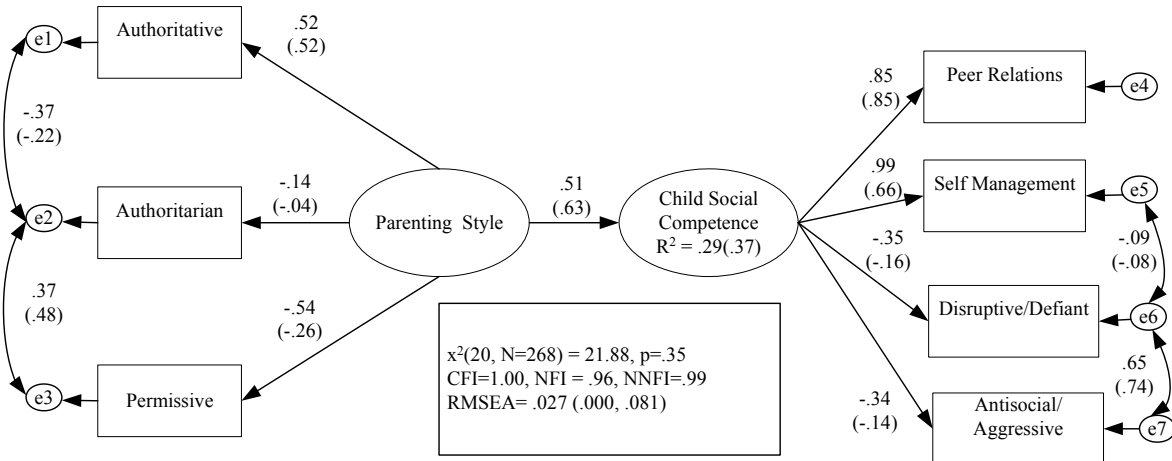 e1
Authoritative
.52
(.52)
-.37
(-.22)
e2
Authoritarian
-.14
(-.04)
.37
(.48)
e3
Permissive
-.54
(-.26)
Parenting Style
.51
(.63)
Child Social
Competence
R² = .29(.37)
x²(20, N=268) = 21.88, p=.35
CFI=1.00, NFI = .96, NNFI=.99
RMSEA= .027 (.000, .081)
.85
(.85)
Peer Relations
e4
.99
(.66)
Self Management
e5
-.09
(-.08)
-.35
(-.16)
Disruptive/Defiant
e6
.65
(.74)
-.34
(-.14)
Antisocial/
Aggressive
e7